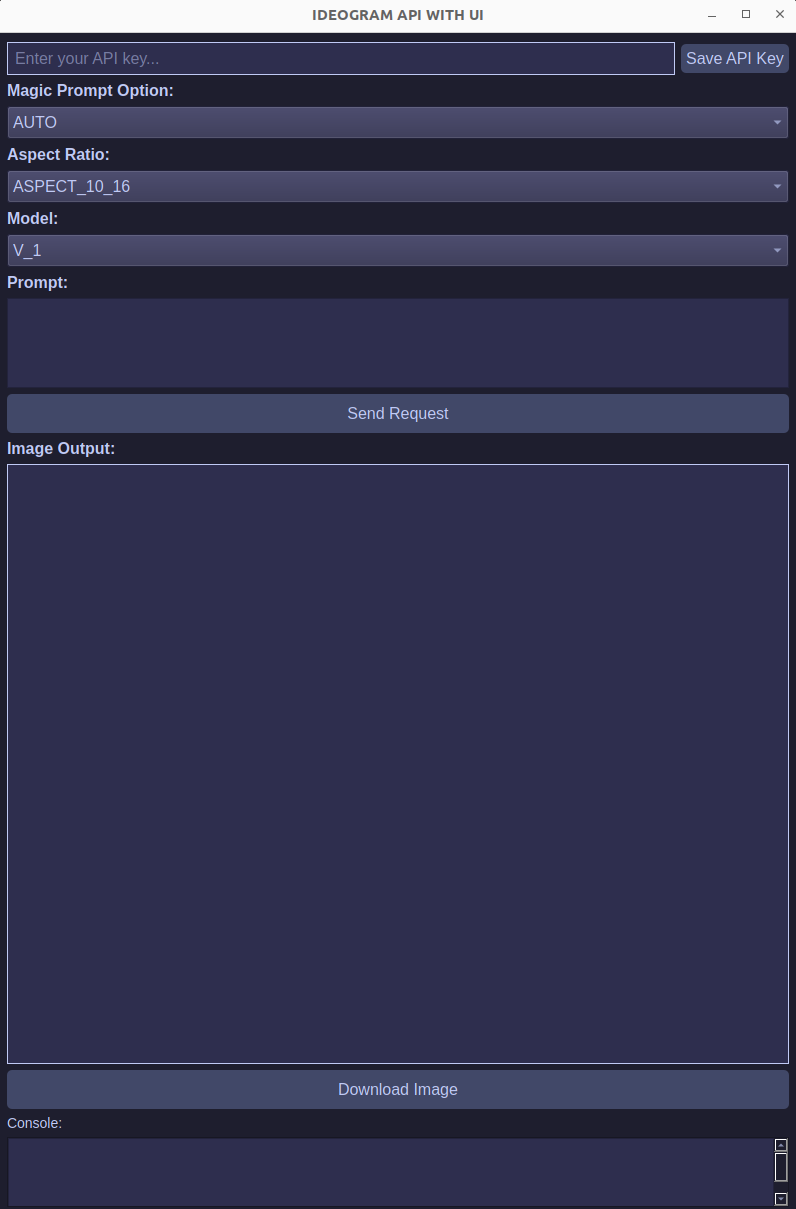 IDEOGRAM API WITH UI
Enter your API key... Save API Key
Magic Prompt Option:
AUTO
Aspect Ratio:
ASPECT_10_16
Model:
V_1
Prompt:
Send Request
Image Output:
Download Image
Console: